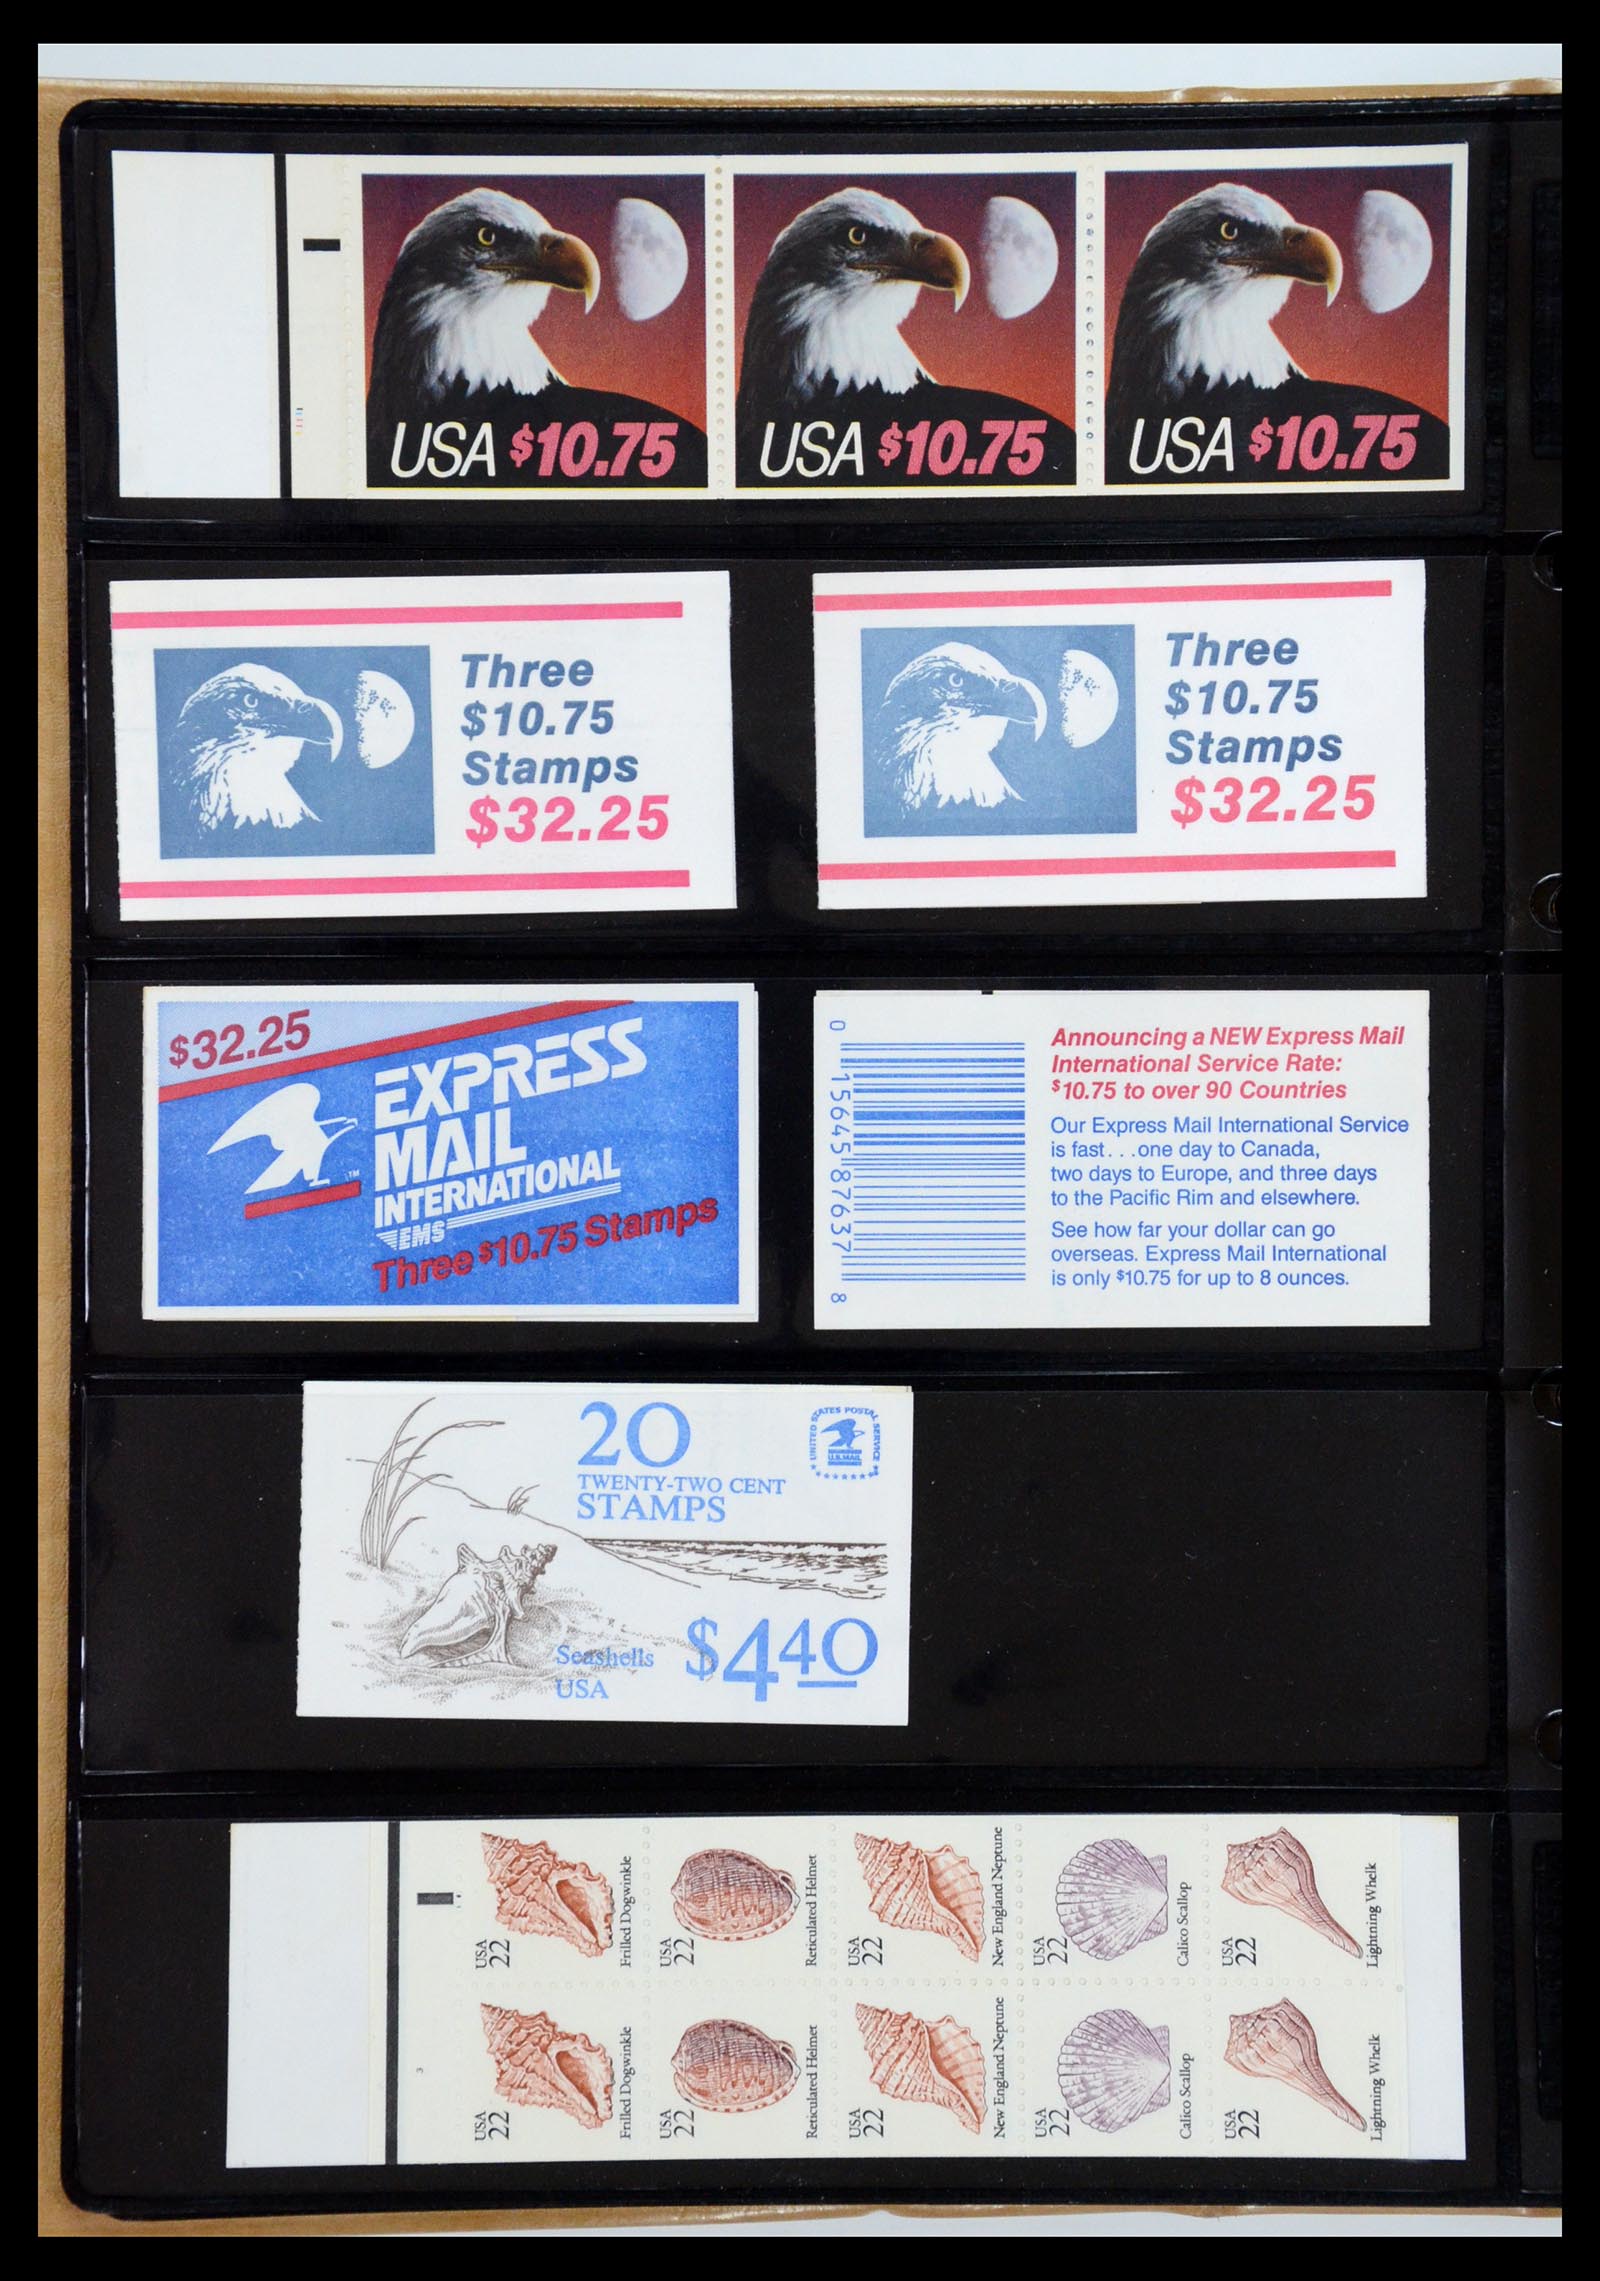 USA $10.75
USA $10.75
USA $10.75
Three
$10.75
Stamps
$32.25
Three
$10.75
Stamps
$32.25
$32.25
EXPRESS
MAIL
INTERNATIONAL
EMS
TM
Three $10.75 Stamps
0 15645 87637 8
Announcing a NEW Express Mail
International Service Rate:
$10.75 to over 90 Countries
Our Express Mail International Service
is fast...one day to Canada,
two days to Europe, and three days
to the Pacific Rim and elsewhere.
See how far your dollar can go
overseas. Express Mail International
is only $10.75 for up to 8 ounces.
20
TWENTY-TWO CENT
STAMPS
UNITED STATES POSTAL SERVICE
U.S.MAIL
Seashells
USA
$4.40
USA
22
Frilled Dogwinkle
USA
22
Reticulated Helmet
USA
22
New England Neptune
USA
22
Calico Scallop
USA
22
Lightning Whelk
3
USA
22
Frilled Dogwinkle
USA
22
Reticulated Helmet
USA
22
New England Neptune
USA
22
Calico Scallop
USA
22
Lightning Whelk